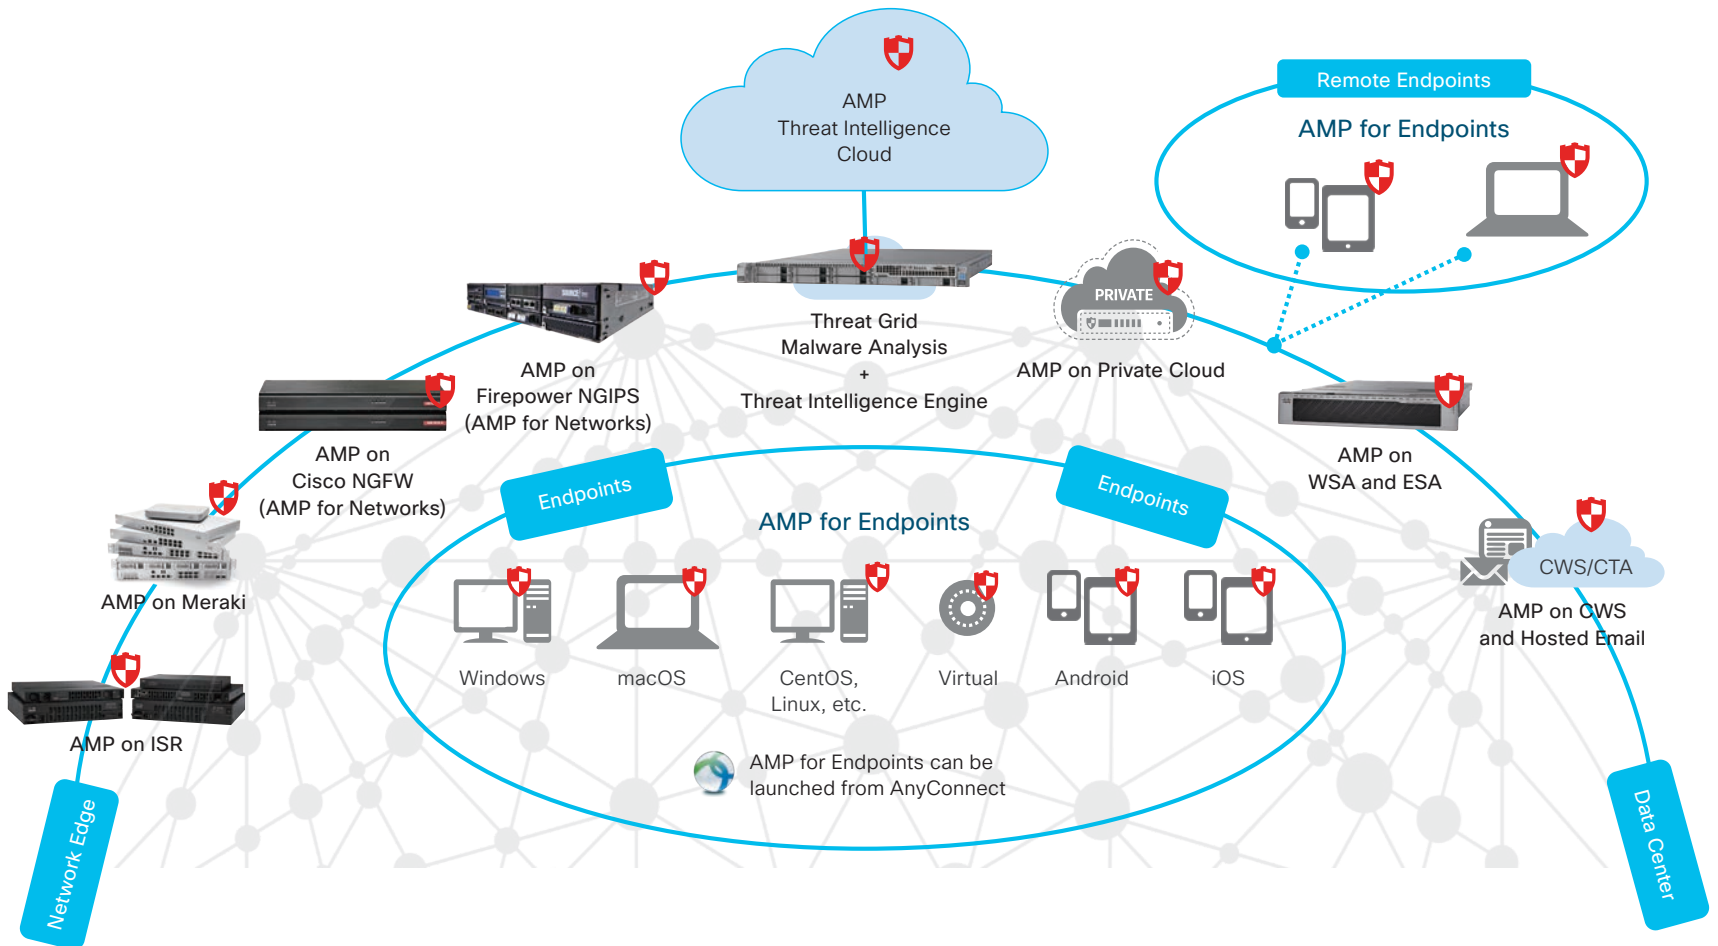 AMP
Threat Intelligence
Cloud
Remote Endpoints
AMP for Endpoints
PRIVATE
Threat Grid
Malware Analysis
+
Threat Intelligence Engine
AMP on Private Cloud
AMP on
Firepower NGIPS
(AMP for Networks)
AMP on
Cisco NGFW
(AMP for Networks)
AMP on
WSA and ESA
Endpoints
Endpoints
AMP for Endpoints
CWS/CTA
AMP on CWS
and Hosted Email
AMP on Meraki
Windows
macOS
CentOS,
Linux, etc.
Virtual
Android
iOS
AMP on ISR
AMP for Endpoints can be
launched from AnyConnect
Network Edge
Data Center